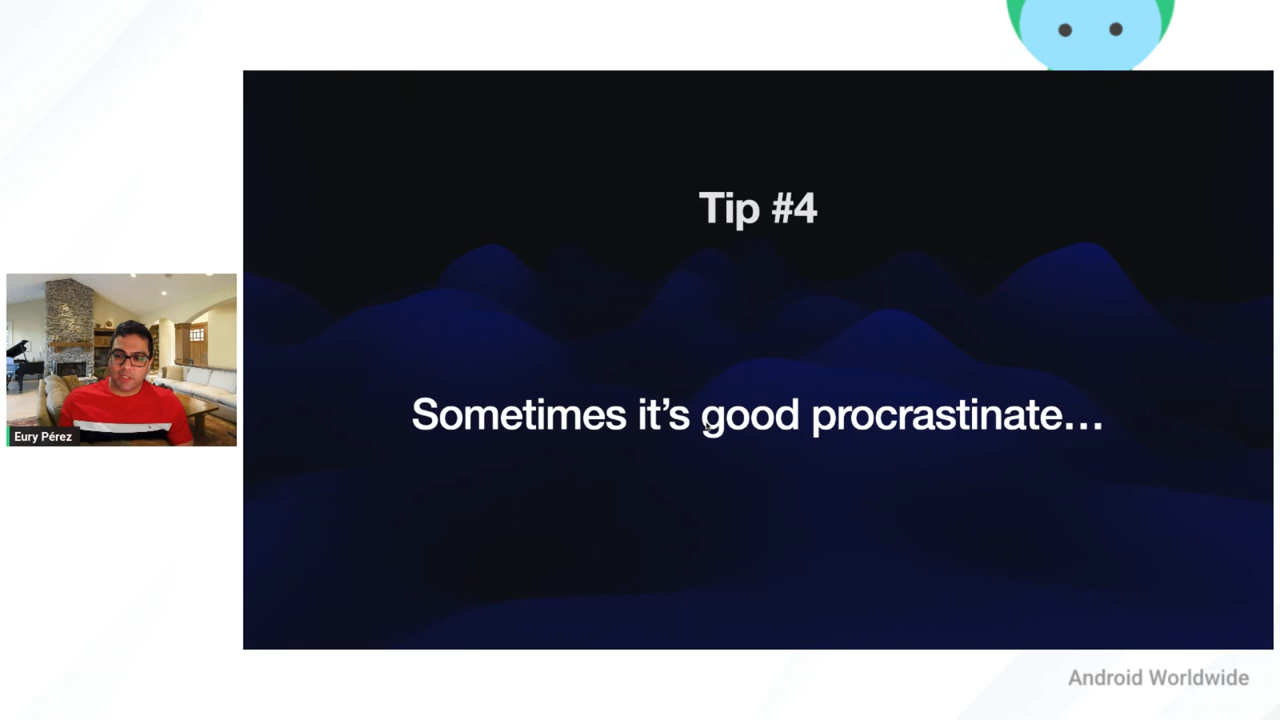 Tip #4
Sometimes it’s good procrastinate…
Eury Pérez
Android Worldwide